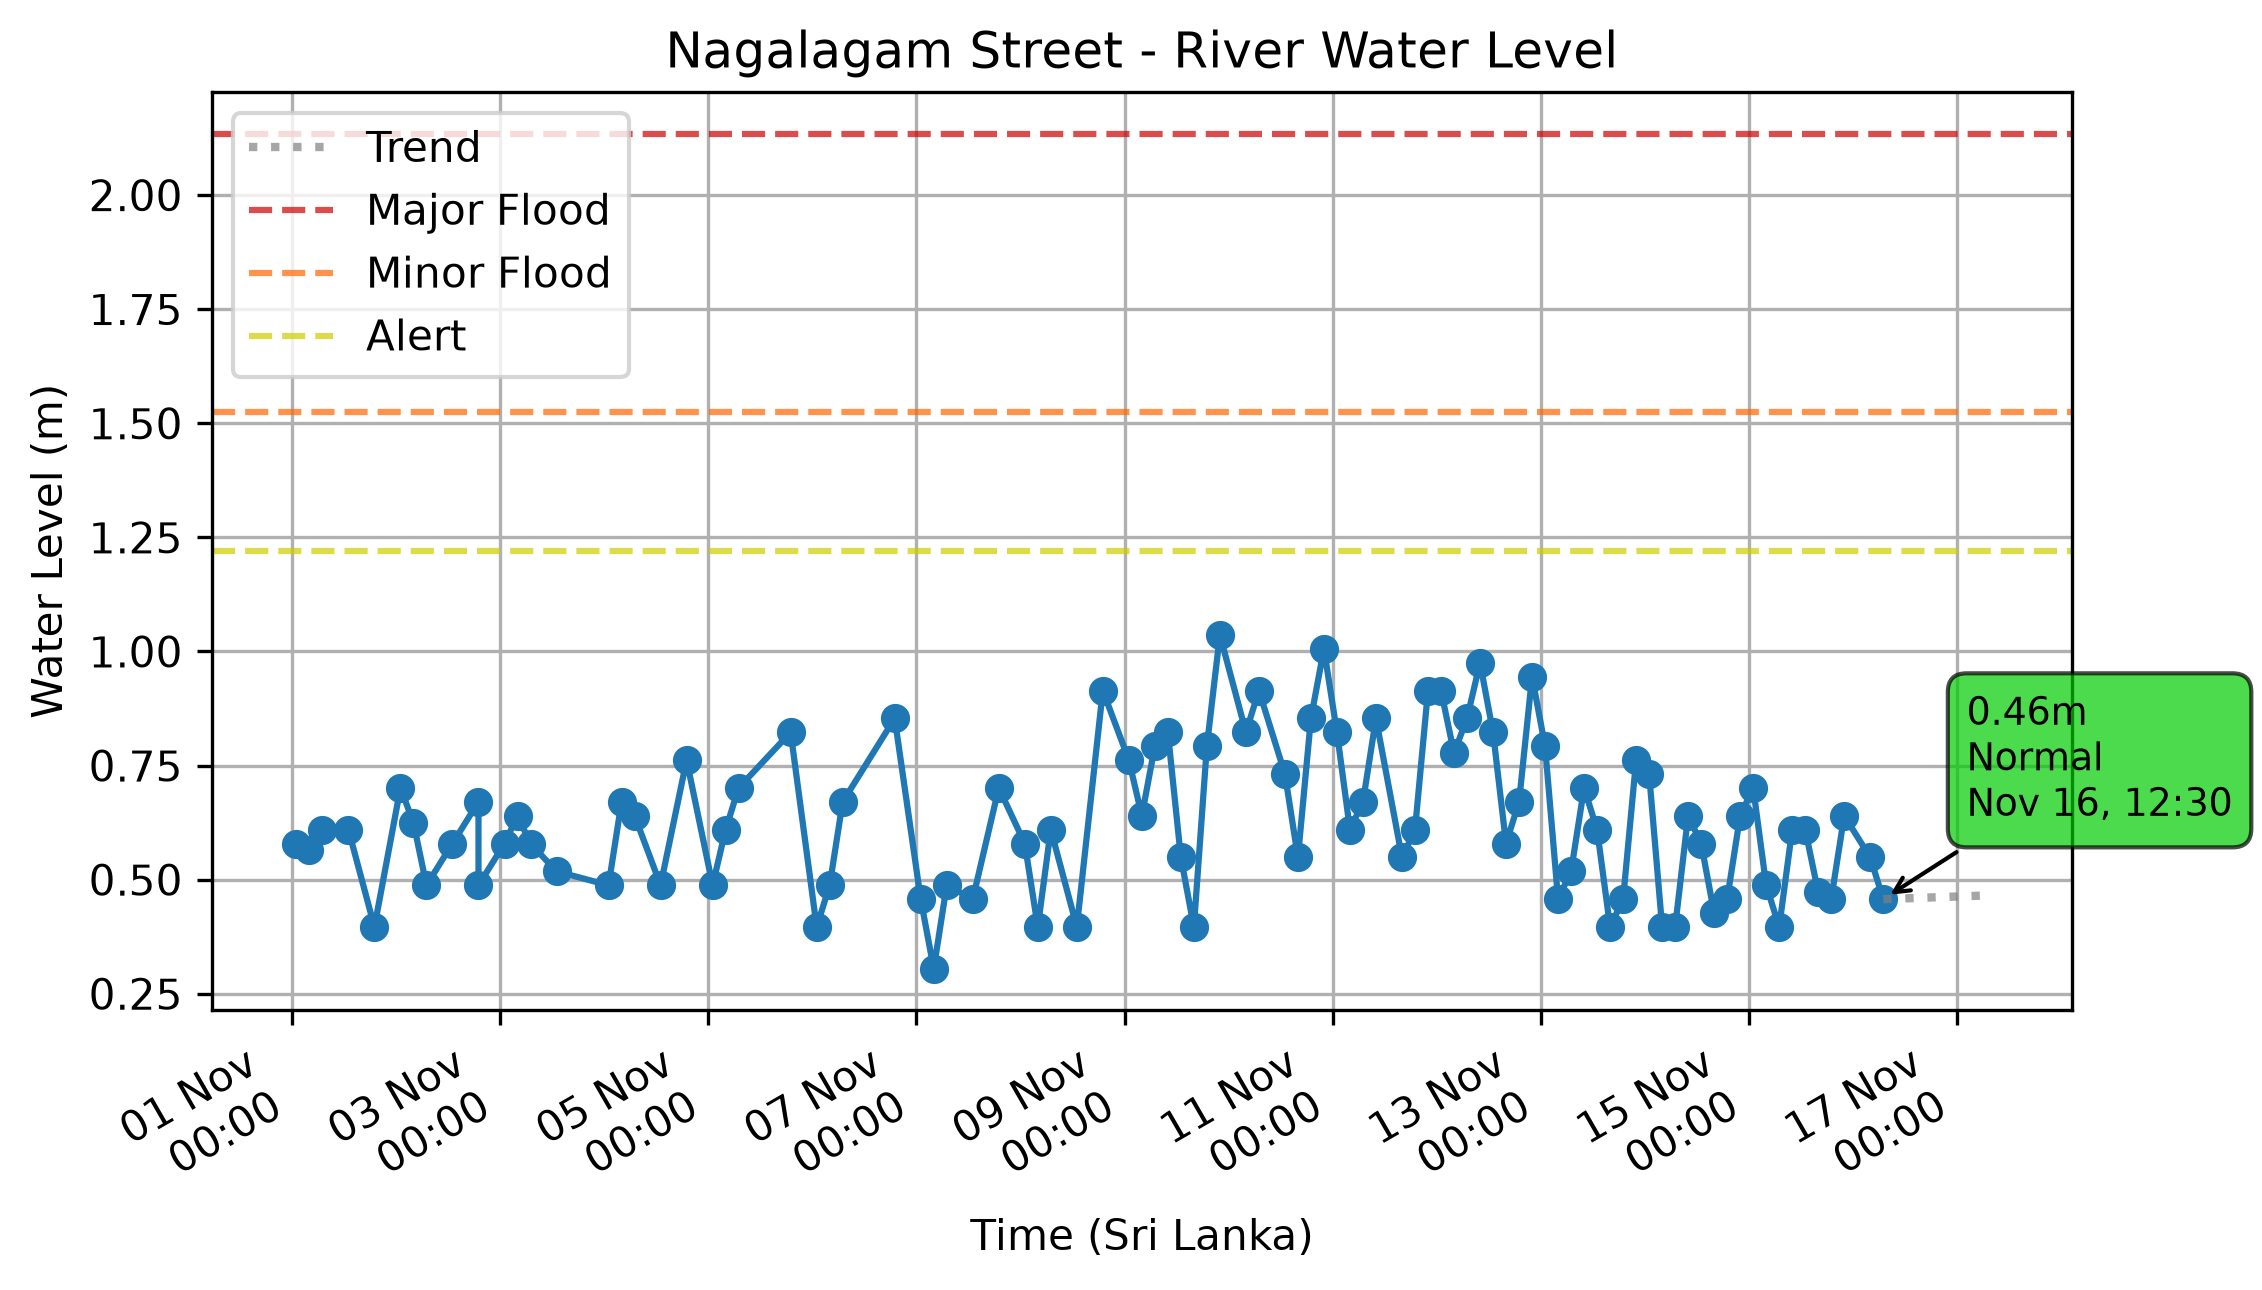 Nagalagam Street - River Water Level
Trend
Major Flood
Minor Flood
Alert
2.00
1.75
1.50
1.25
1.00
0.75
0.50
0.25
Water Level (m)
0.46m
Normal
Nov 16, 12:30
01 Nov
00:00
03 Nov
00:00
05 Nov
00:00
07 Nov
00:00
09 Nov
00:00
11 Nov
00:00
13 Nov
00:00
15 Nov
00:00
17 Nov
00:00
Time (Sri Lanka)